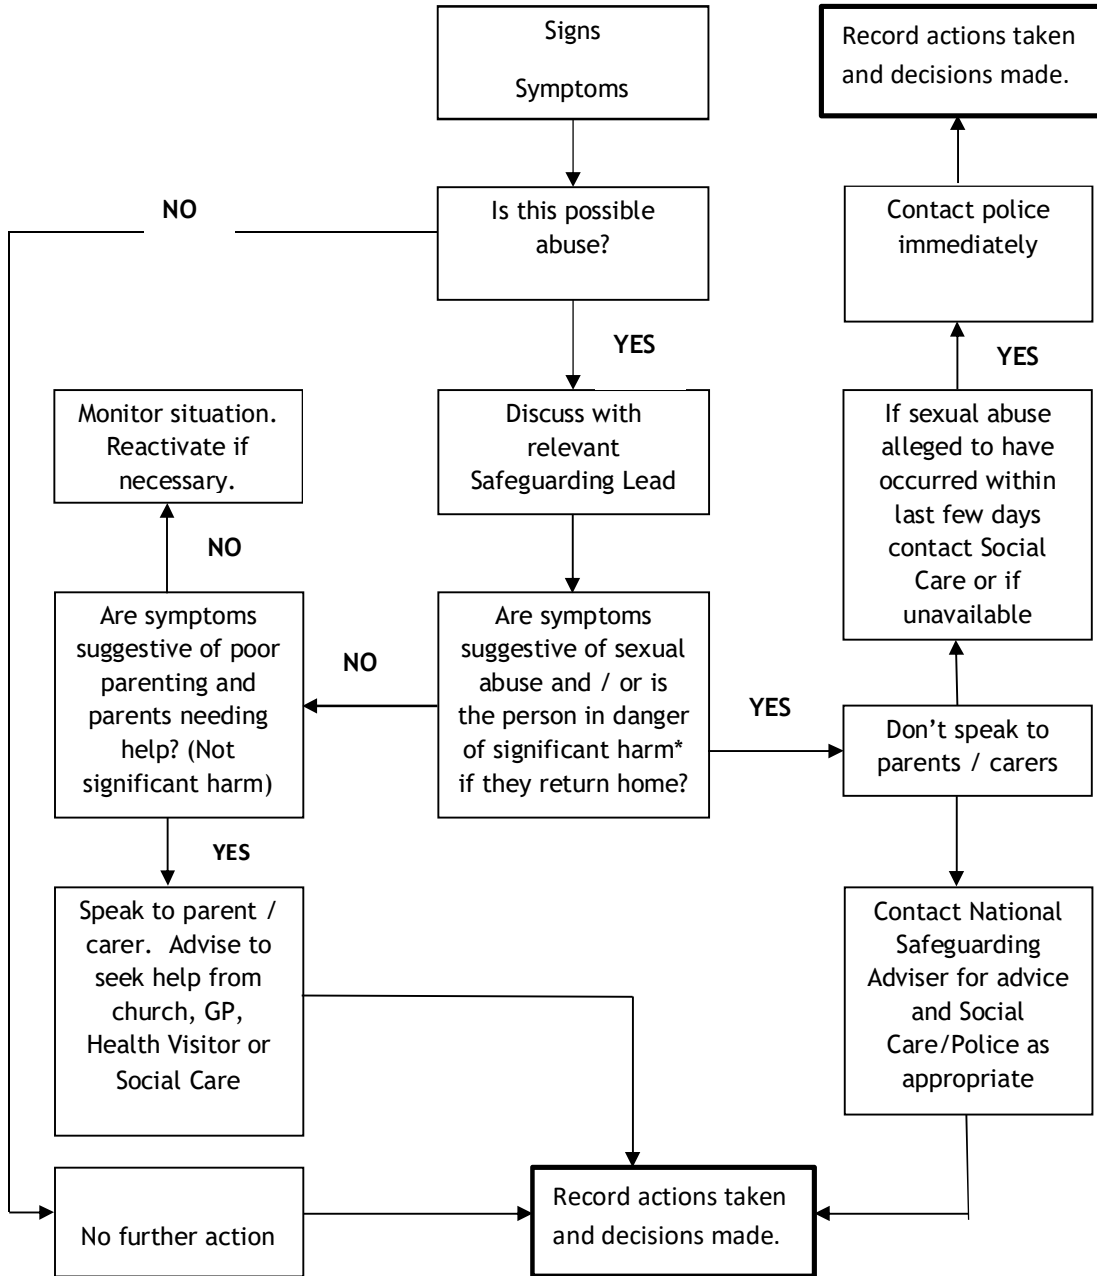 Signs
Symptoms
Record actions taken
and decisions made.
NO
Is this possible
abuse?
Contact police
immediately
YES
YES
Monitor situation.
Reactivate if
necessary.
Discuss with
relevant
Safeguarding Lead
If sexual abuse
alleged to have
occurred within
last few days
contact Social
Care or if
unavailable
NO
Are symptoms
suggestive of poor
parenting and
parents needing
help? (Not
significant harm)
NO
Are symptoms
suggestive of sexual
abuse and / or is
the person in danger
of significant harm*
if they return home?
YES
Don’t speak to
parents / carers
YES
Speak to parent /
carer. Advise to
seek help from
church, GP,
Health Visitor or
Social Care
Contact National
Safeguarding
Adviser for advice
and Social
Care/Police as
appropriate
No further action
Record actions taken
and decisions made.